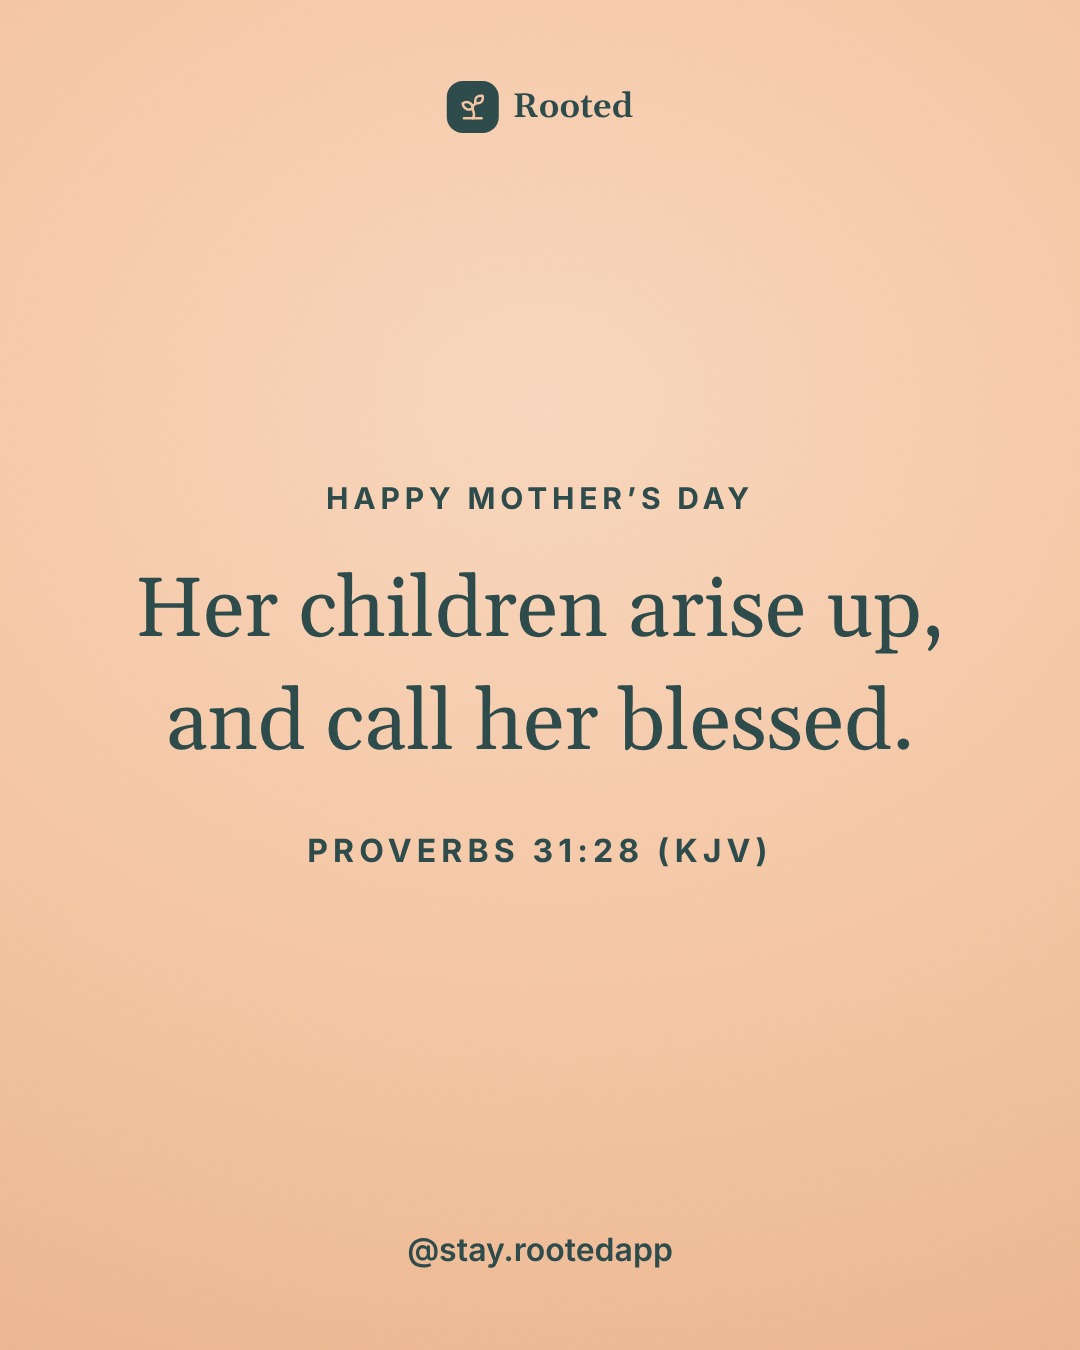 Rooted
HAPPY MOTHER’S DAY
Her children arise up,
and call her blessed.
PROVERBS 31:28 (KJV)
@stay.rootedapp